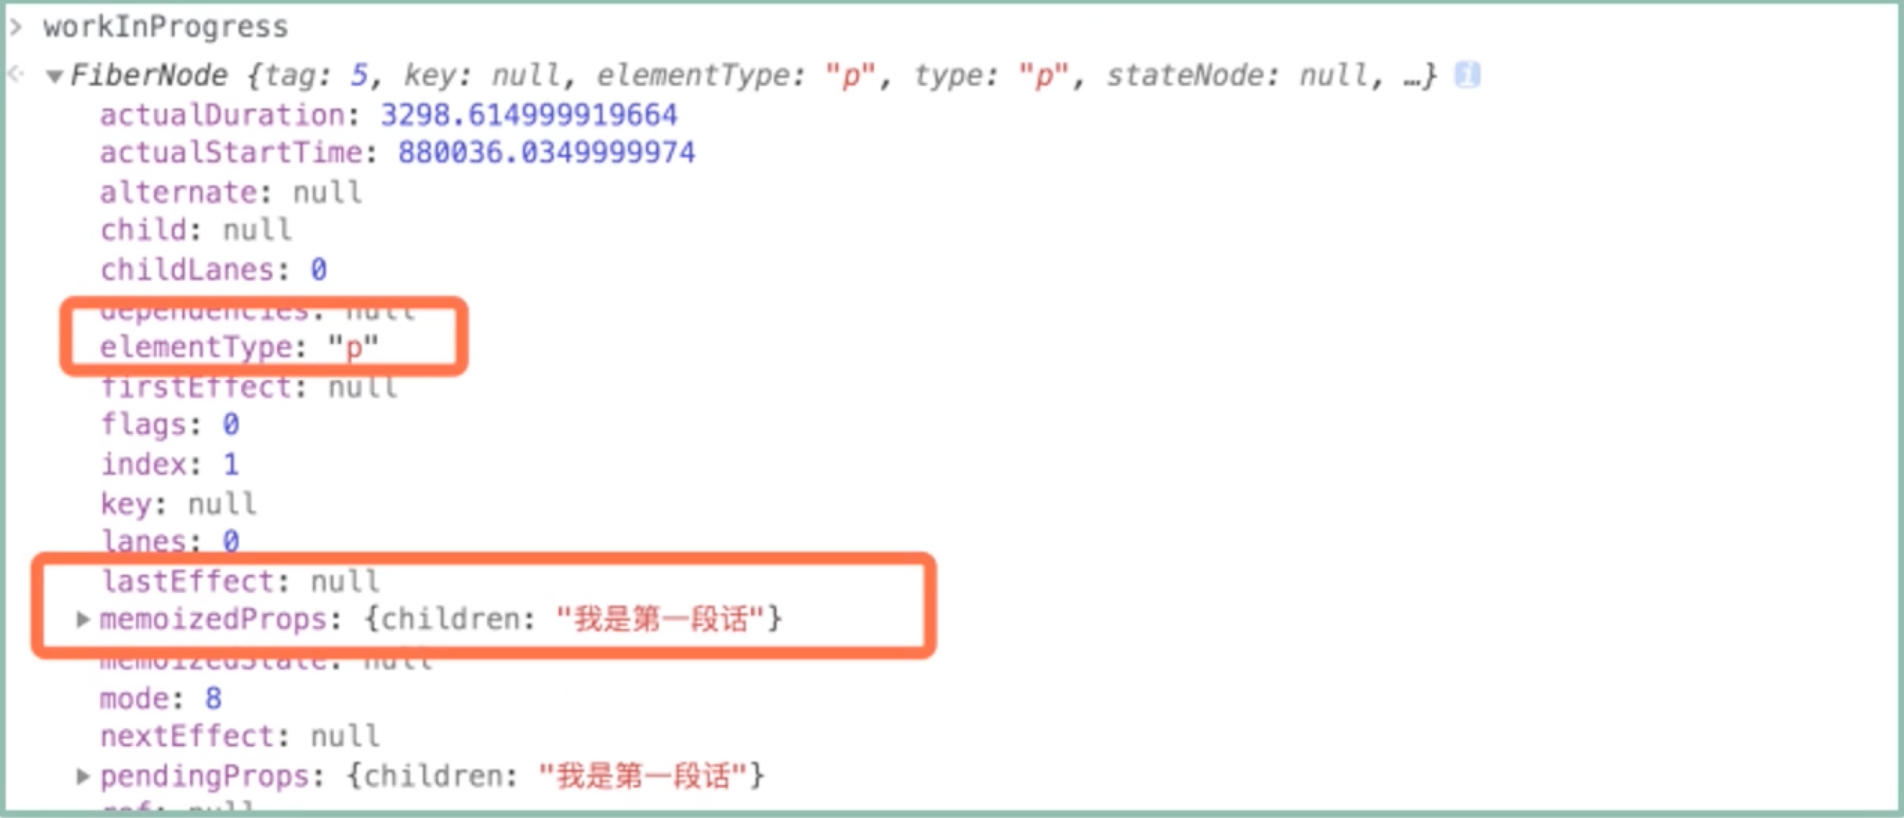 workInProgress
FiberNode {tag: 5, key: null, elementType: "p", type: "p", stateNode: null, …}
actualDuration: 3298.614999919664
actualStartTime: 880036.0349999974
alternate: null
child: null
childLanes: 0
dependencies: null
elementType: "p"
firstEffect: null
flags: 0
index: 1
key: null
lanes: 0
lastEffect: null
memoizedProps: {children: "我是第一段话"}
memoizedState: null
mode: 8
nextEffect: null
pendingProps: {children: "我是第一段话"}
ref: null